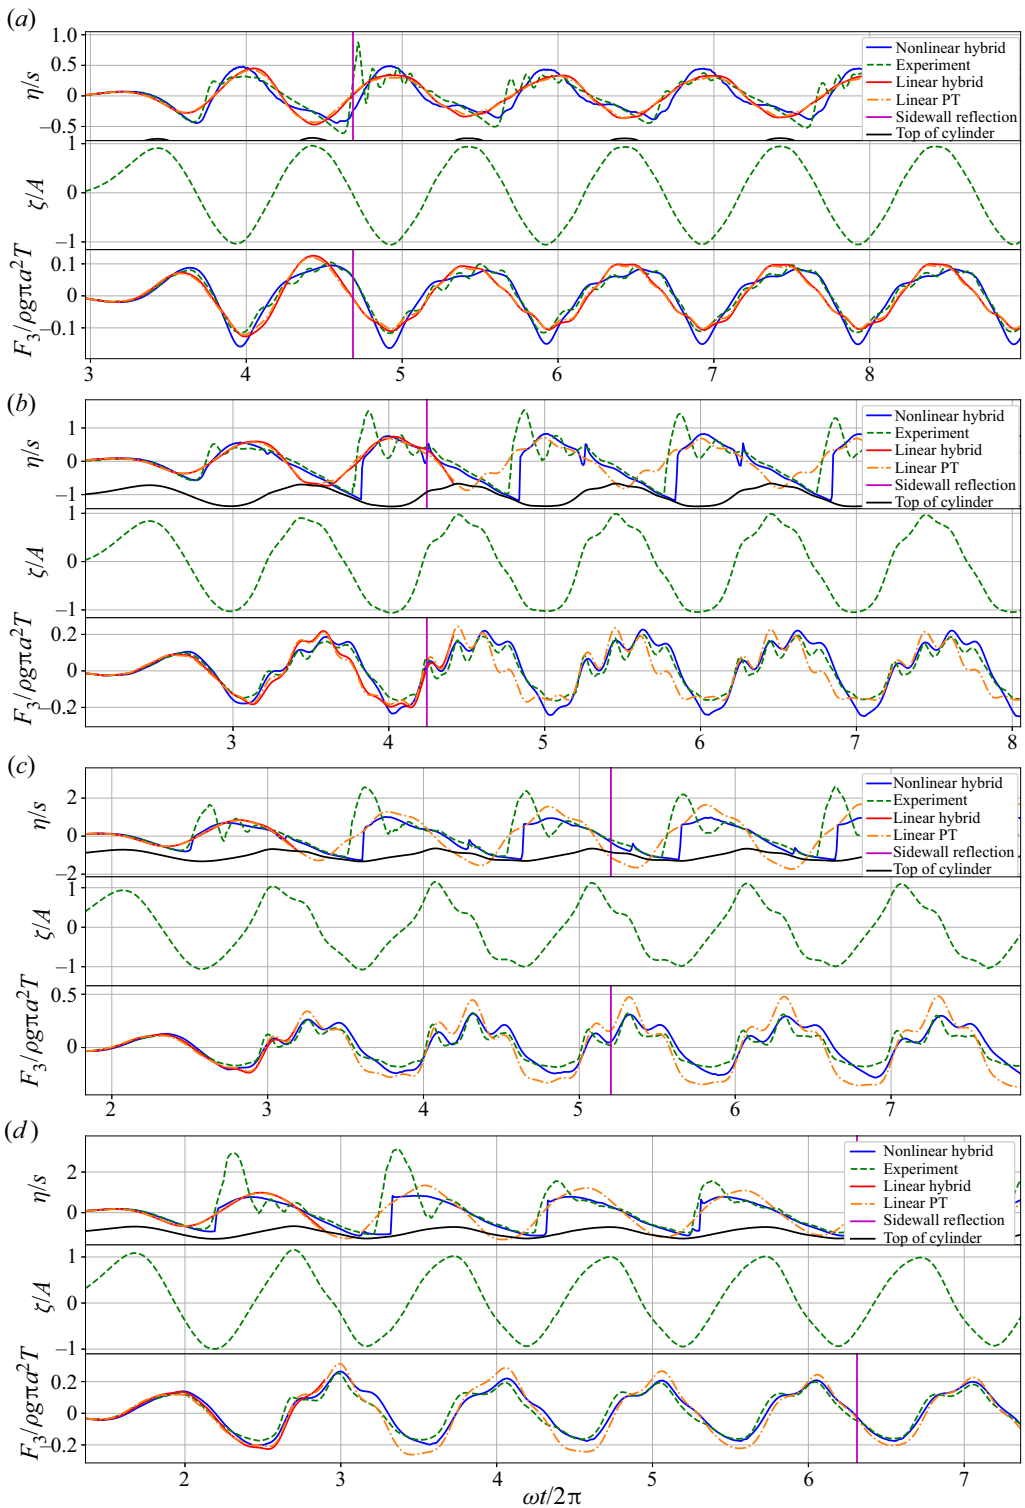 (a)
1.0
0.5
0
−0.5
η/s
Nonlinear hybrid
Experiment
Linear hybrid
Linear PT
Sidewall reflection
Top of cylinder
1
0
−1
ζ/A
0.1
0
−0.1
F₃/ρgπa²T
3 4 5 6 7 8
(b)
1
0
−1
η/s
Nonlinear hybrid
Experiment
Linear hybrid
Linear PT
Sidewall reflection
Top of cylinder
1
0
−1
ζ/A
0.2
0
−0.2
F₃/ρgπa²T
3 4 5 6 7 8
(c)
2
0
−2
η/s
Nonlinear hybrid
Experiment
Linear hybrid
Linear PT
Sidewall reflection
Top of cylinder
1
0
−1
ζ/A
0.5
0
F₃/ρgπa²T
2 3 4 5 6 7
(d)
2
0
η/s
Nonlinear hybrid
Experiment
Linear hybrid
Linear PT
Sidewall reflection
Top of cylinder
1
0
−1
ζ/A
0.2
0
−0.2
F₃/ρgπa²T
2 3 4 5 6 7
ωt/2π